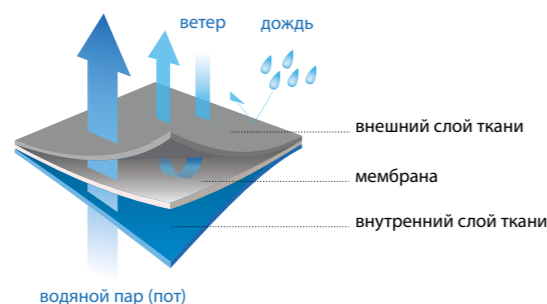 ветер
дождь
внешний слой ткани
мембрана
внутренний слой ткани
водяной пар (пот)